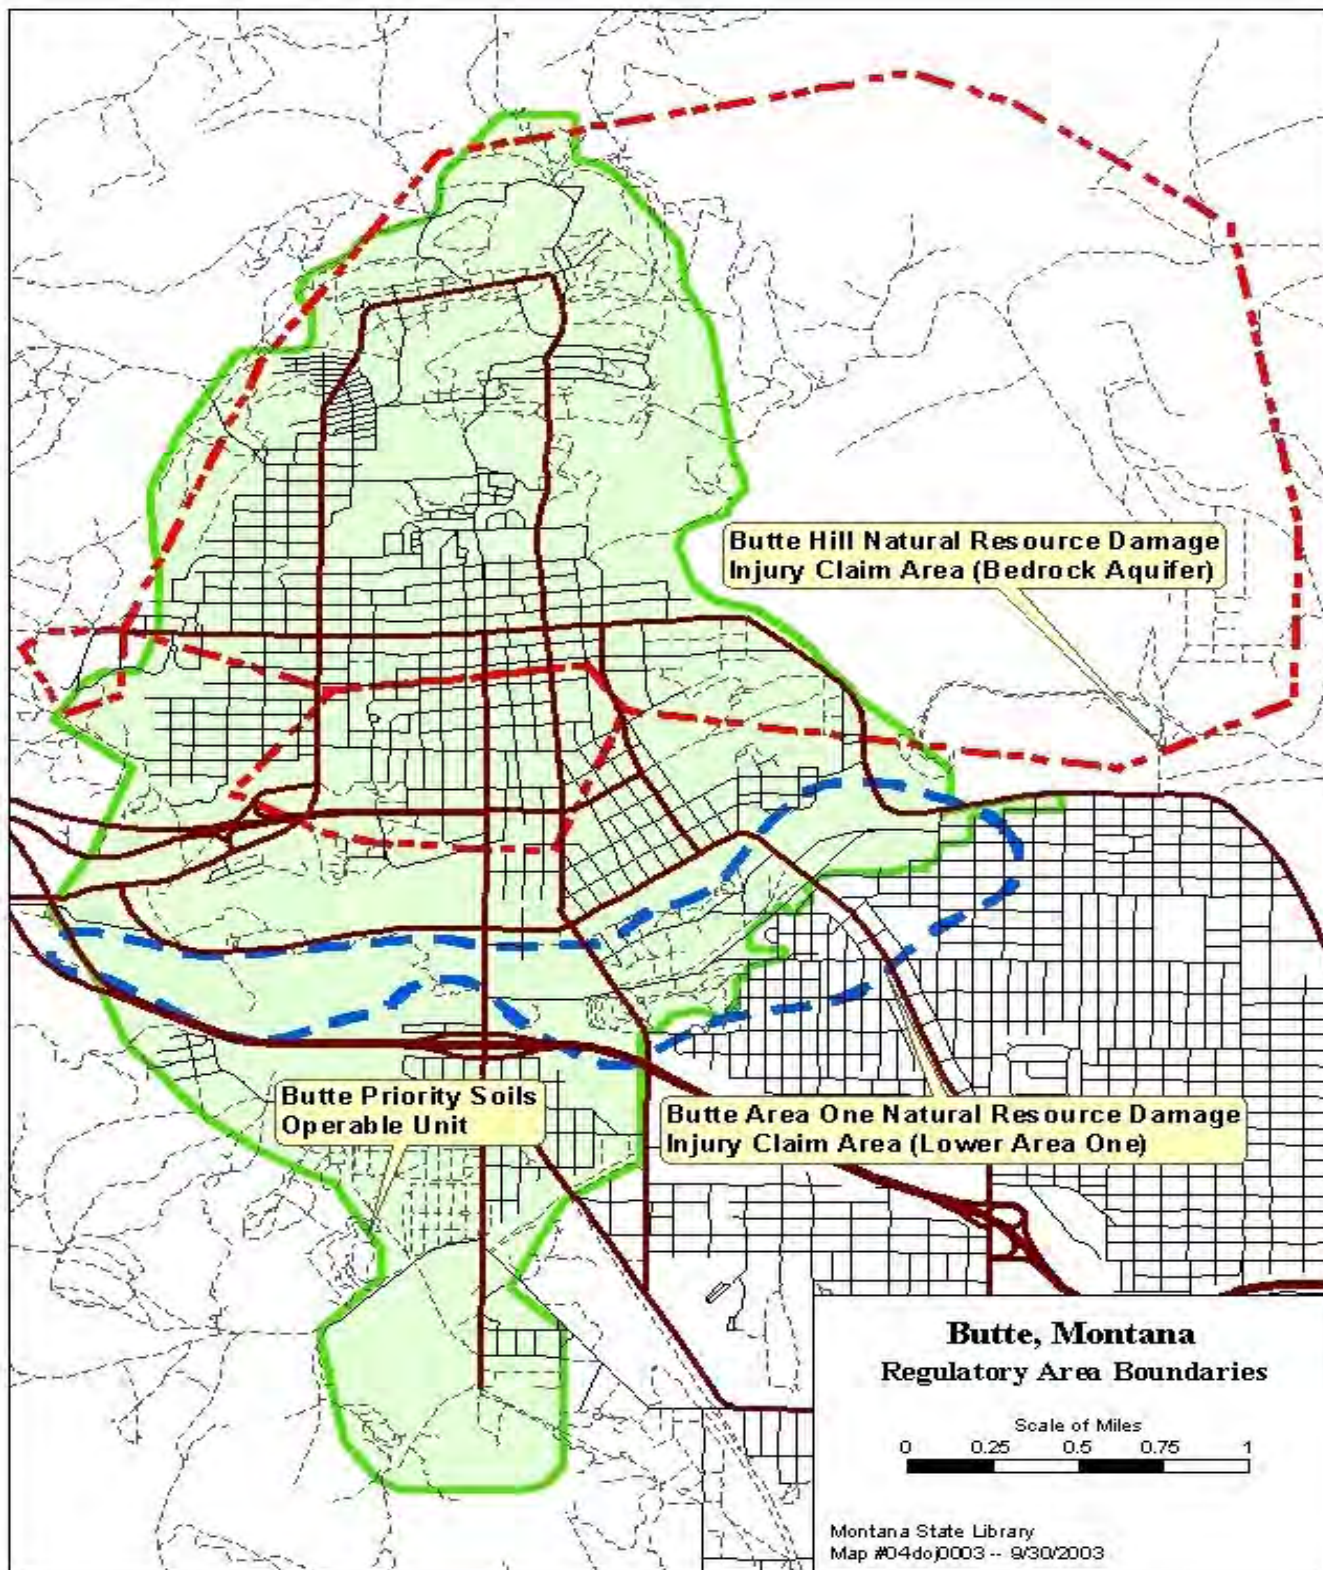 Butte Hill Natural Resource Damage
Injury Claim Area (Bedrock Aquifer)
Butte Priority Soils
Operable Unit
Butte Area One Natural Resource Damage
Injury Claim Area (Lower Area One)
Butte, Montana
Regulatory Area Boundaries
Scale of Miles
0 0.25 0.5 0.75 1
Montana State Library
Map #04doj0003 -- 9/30/2003